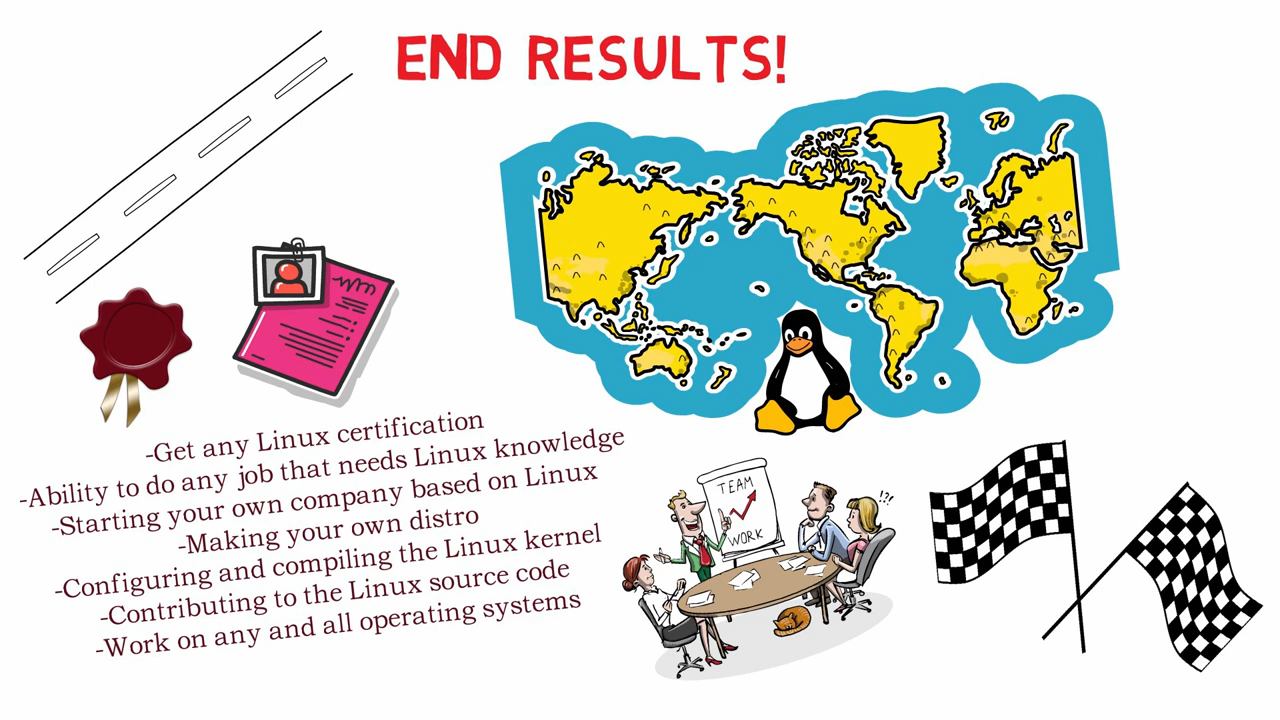 END RESULTS!
-Get any Linux certification
-Ability to do any job that needs Linux knowledge
-Starting your own company based on Linux
-Making your own distro
-Configuring and compiling the Linux kernel
-Contributing to the Linux source code
-Work on any and all operating systems
TEAM
WORK
!?!